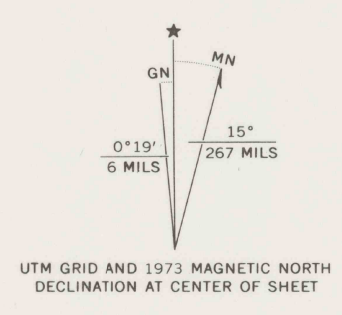 MN
GN
0°19'
6 MILS
15°
267 MILS
UTM GRID AND 1973 MAGNETIC NORTH
DECLINATION AT CENTER OF SHEET